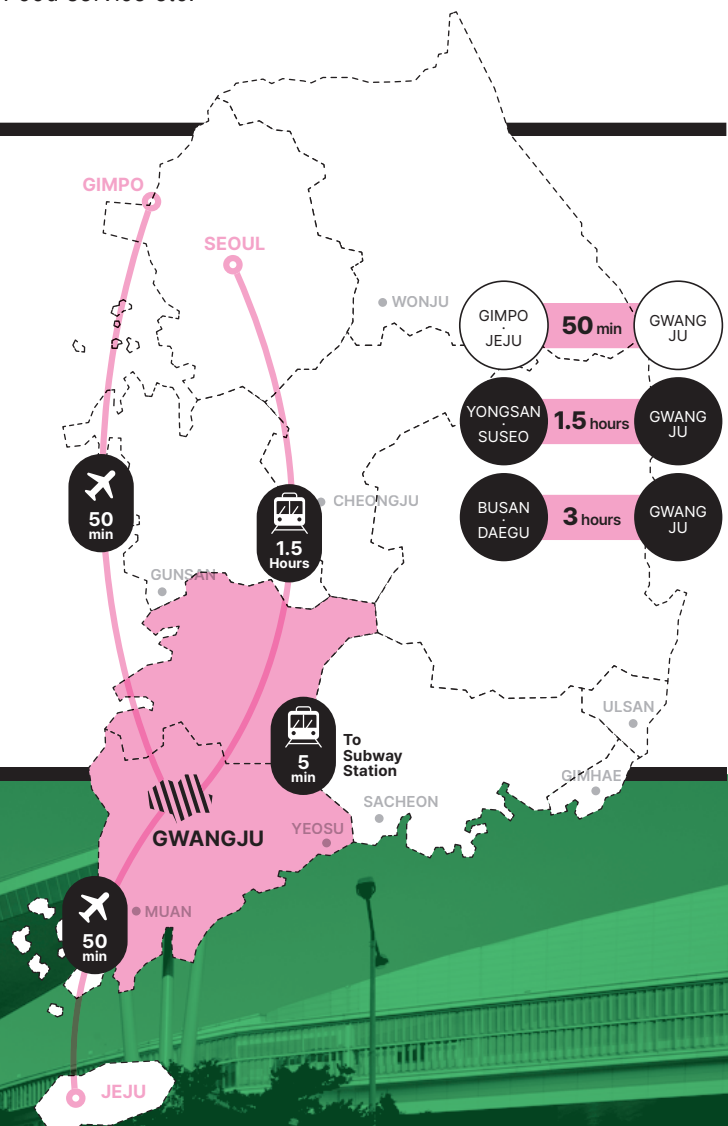 GIMPO
SEOUL
WONJU
GIMPO
·
JEJU
50 min
GWANG
JU
YONGSAN
·
SUSEO
1.5 hours
GWANG
JU
BUSAN
·
DAEGU
3 hours
GWANG
JU
50
min
CHEONGJU
1.5
Hours
GUNSAN
5
min
To
Subway
Station
ULSAN
GIMHAE
SACHEON
YEOSU
GWANGJU
MUAN
50
min
JEJU